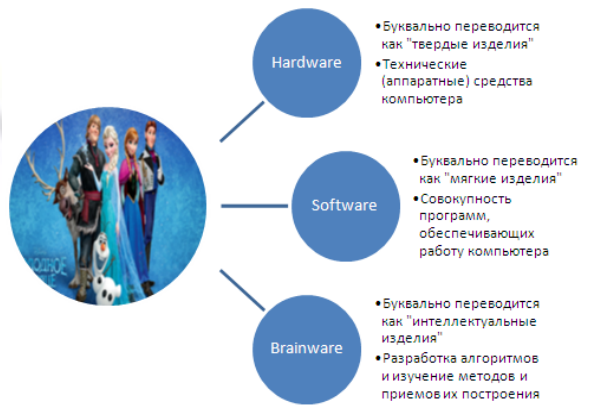 Hardware
•Буквально переводится
как "твердые изделия"
•Технические
(аппаратные) средства
компьютера
Software
•Буквально переводится
как "мягкие изделия"
•Совокупность
программ,
обеспечивающих
работу компьютера
Brainware
•Буквально переводится
как "интеллектуальные
изделия"
•Разработка алгоритмов
и изучение методов и
приемов их построения